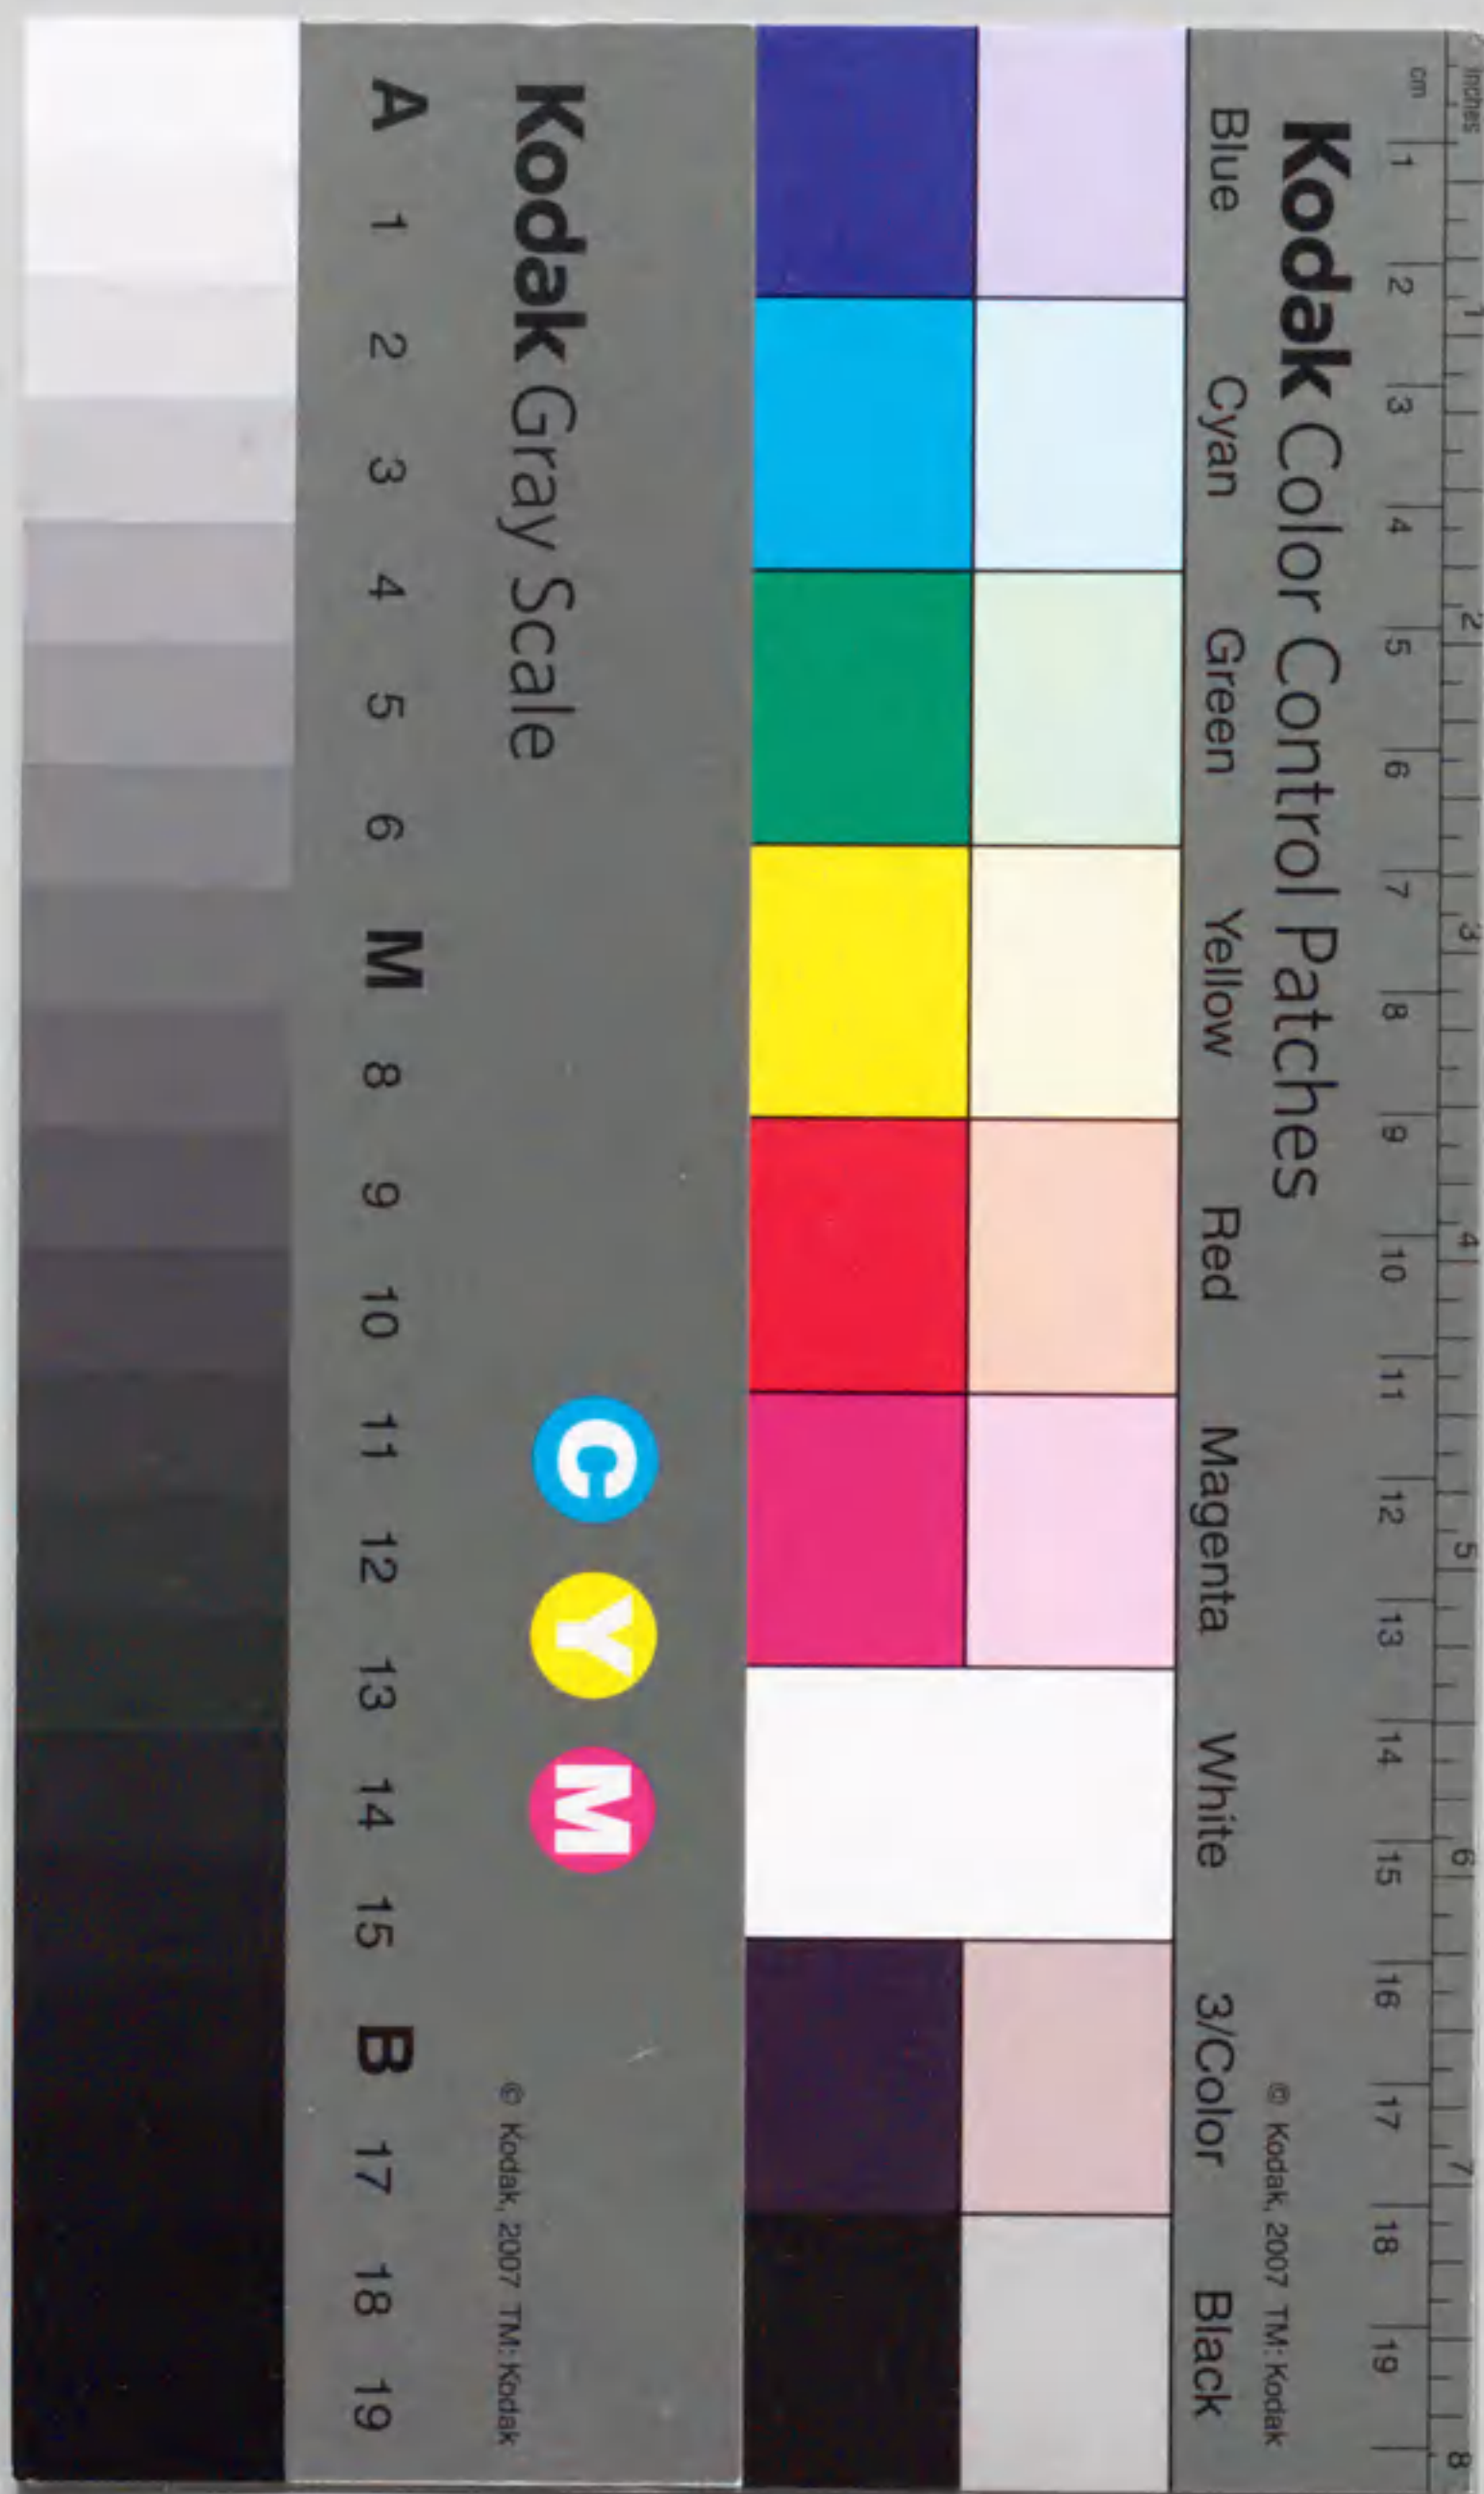 inches 1 2 3 4 5 6 7 8
cm 1 2 3 4 5 6 7 8 9 10 11 12 13 14 15 16 17 18 19
Kodak Color Control Patches
© Kodak, 2007 TM: Kodak
Blue Cyan Green Yellow Red Magenta White 3/Color Black
Kodak Gray Scale
C Y M
© Kodak, 2007 TM: Kodak
A 1 2 3 4 5 6 M 8 9 10 11 12 13 14 15 B 17 18 19